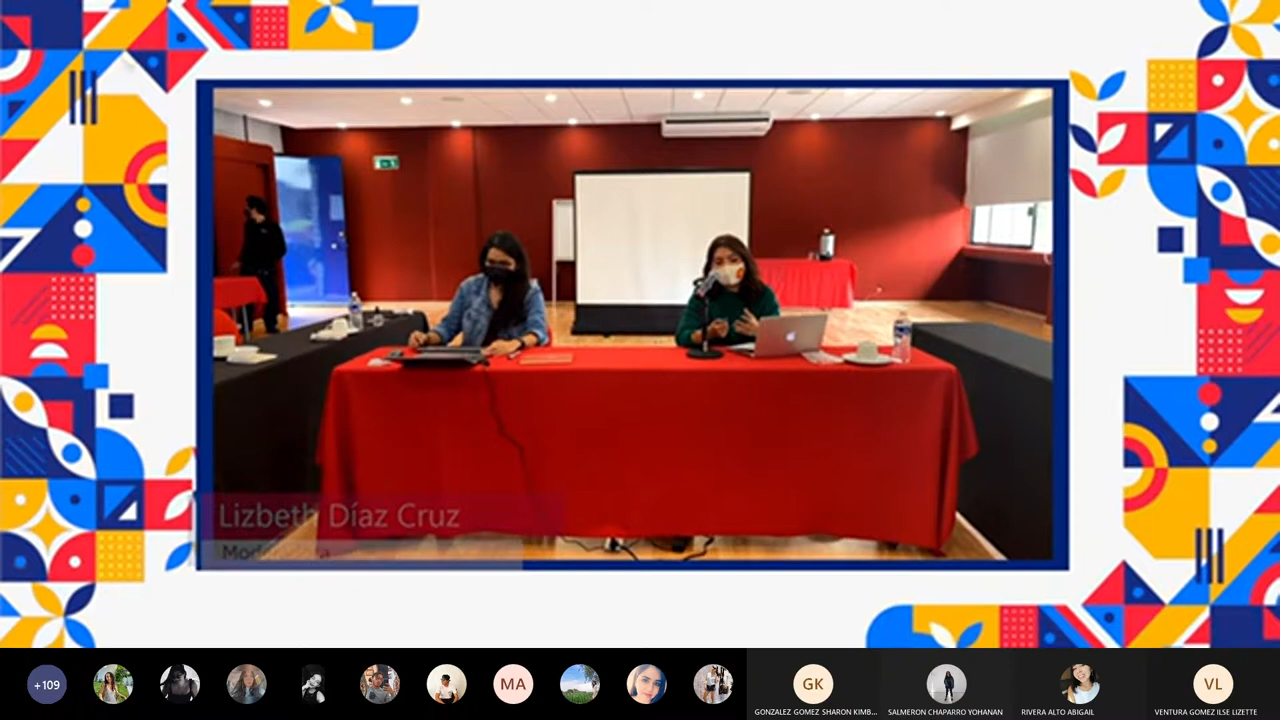 Lizbeth Díaz Cruz
Moderadora
+109
MA
GK
VL
GONZALEZ GOMEZ SHARON KIMB...
SALMERON CHAPARRO YOHANAN
RIVERA ALTO ABIGAIL
VENTURA GOMEZ ILSE LIZETTE